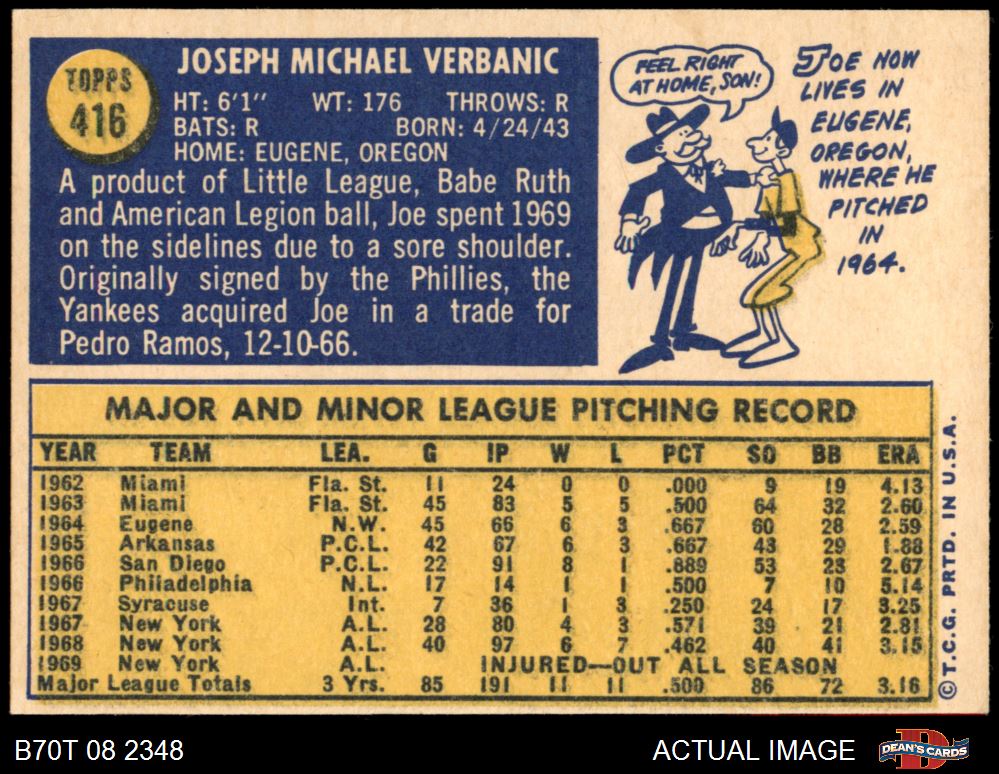 TOPPS
416
JOSEPH MICHAEL VERBANIC
HT: 6'1" WT: 176 THROWS: R
BATS: R BORN: 4/24/43
HOME: EUGENE, OREGON
A product of Little League, Babe Ruth
and American Legion ball, Joe spent 1969
on the sidelines due to a sore shoulder.
Originally signed by the Phillies, the
Yankees acquired Joe in a trade for
Pedro Ramos, 12-10-66.
FEEL RIGHT
AT HOME, SON!
JOE NOW
LIVES IN
EUGENE,
OREGON,
WHERE HE
PITCHED
IN
1964.
MAJOR AND MINOR LEAGUE PITCHING RECORD
YEAR TEAM LEA. G IP W L PCT SO BB ERA
1962 Miami Fla. St. 11 24 0 0 .000 9 19 4.13
1963 Miami Fla. St. 45 83 5 5 .500 64 32 2.60
1964 Eugene N.W. 45 66 6 3 .667 60 28 2.59
1965 Arkansas P.C.L. 42 67 6 3 .667 43 29 1.88
1966 San Diego P.C.L. 22 91 8 1 .889 53 23 2.67
1966 Philadelphia N.L. 17 14 1 1 .500 7 10 5.14
1967 Syracuse Int. 7 36 1 3 .250 24 17 3.25
1967 New York A.L. 28 80 4 3 .571 39 21 2.81
1968 New York A.L. 40 97 6 7 .462 40 41 3.15
1969 New York A.L. INJURED—OUT ALL SEASON
Major League Totals 3 Yrs. 85 191 11 11 .500 86 72 3.16
© T.C.G. PRTD. IN U.S.A.
B70T 08 2348 ACTUAL IMAGE DEAN'S CARDS